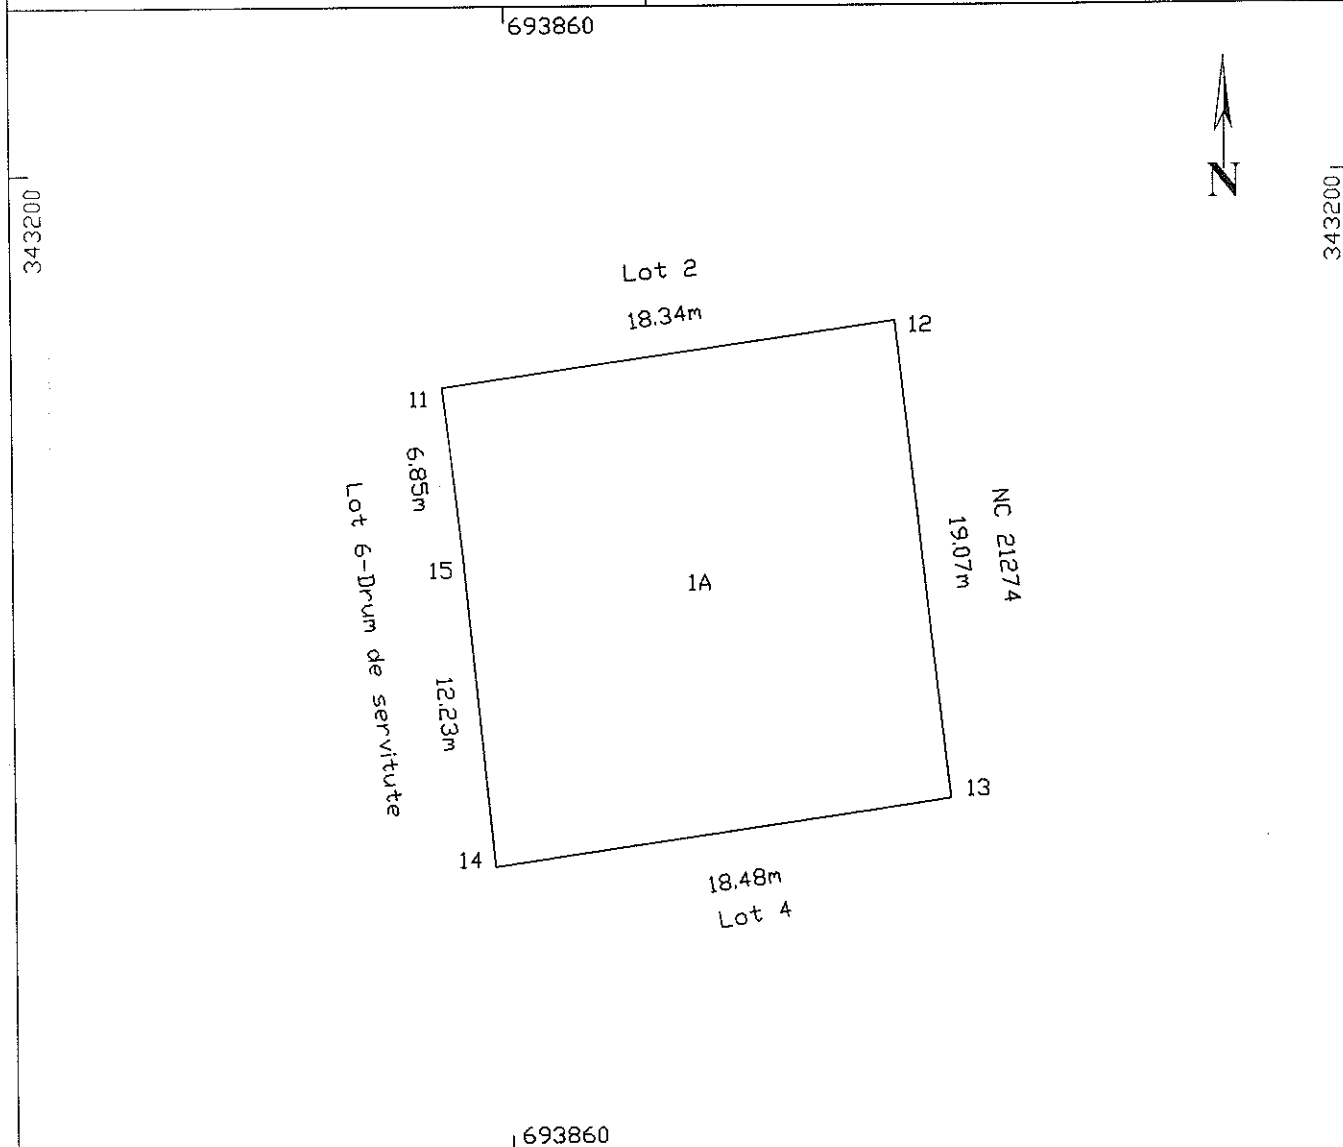 693860
N
343200
343200
Lot 2
18.34m
12
11
6.85m
Lot 6-Drum de servitute
15
1A
19.07m
NC 21274
12.23m
13
14
18.48m
Lot 4
693860